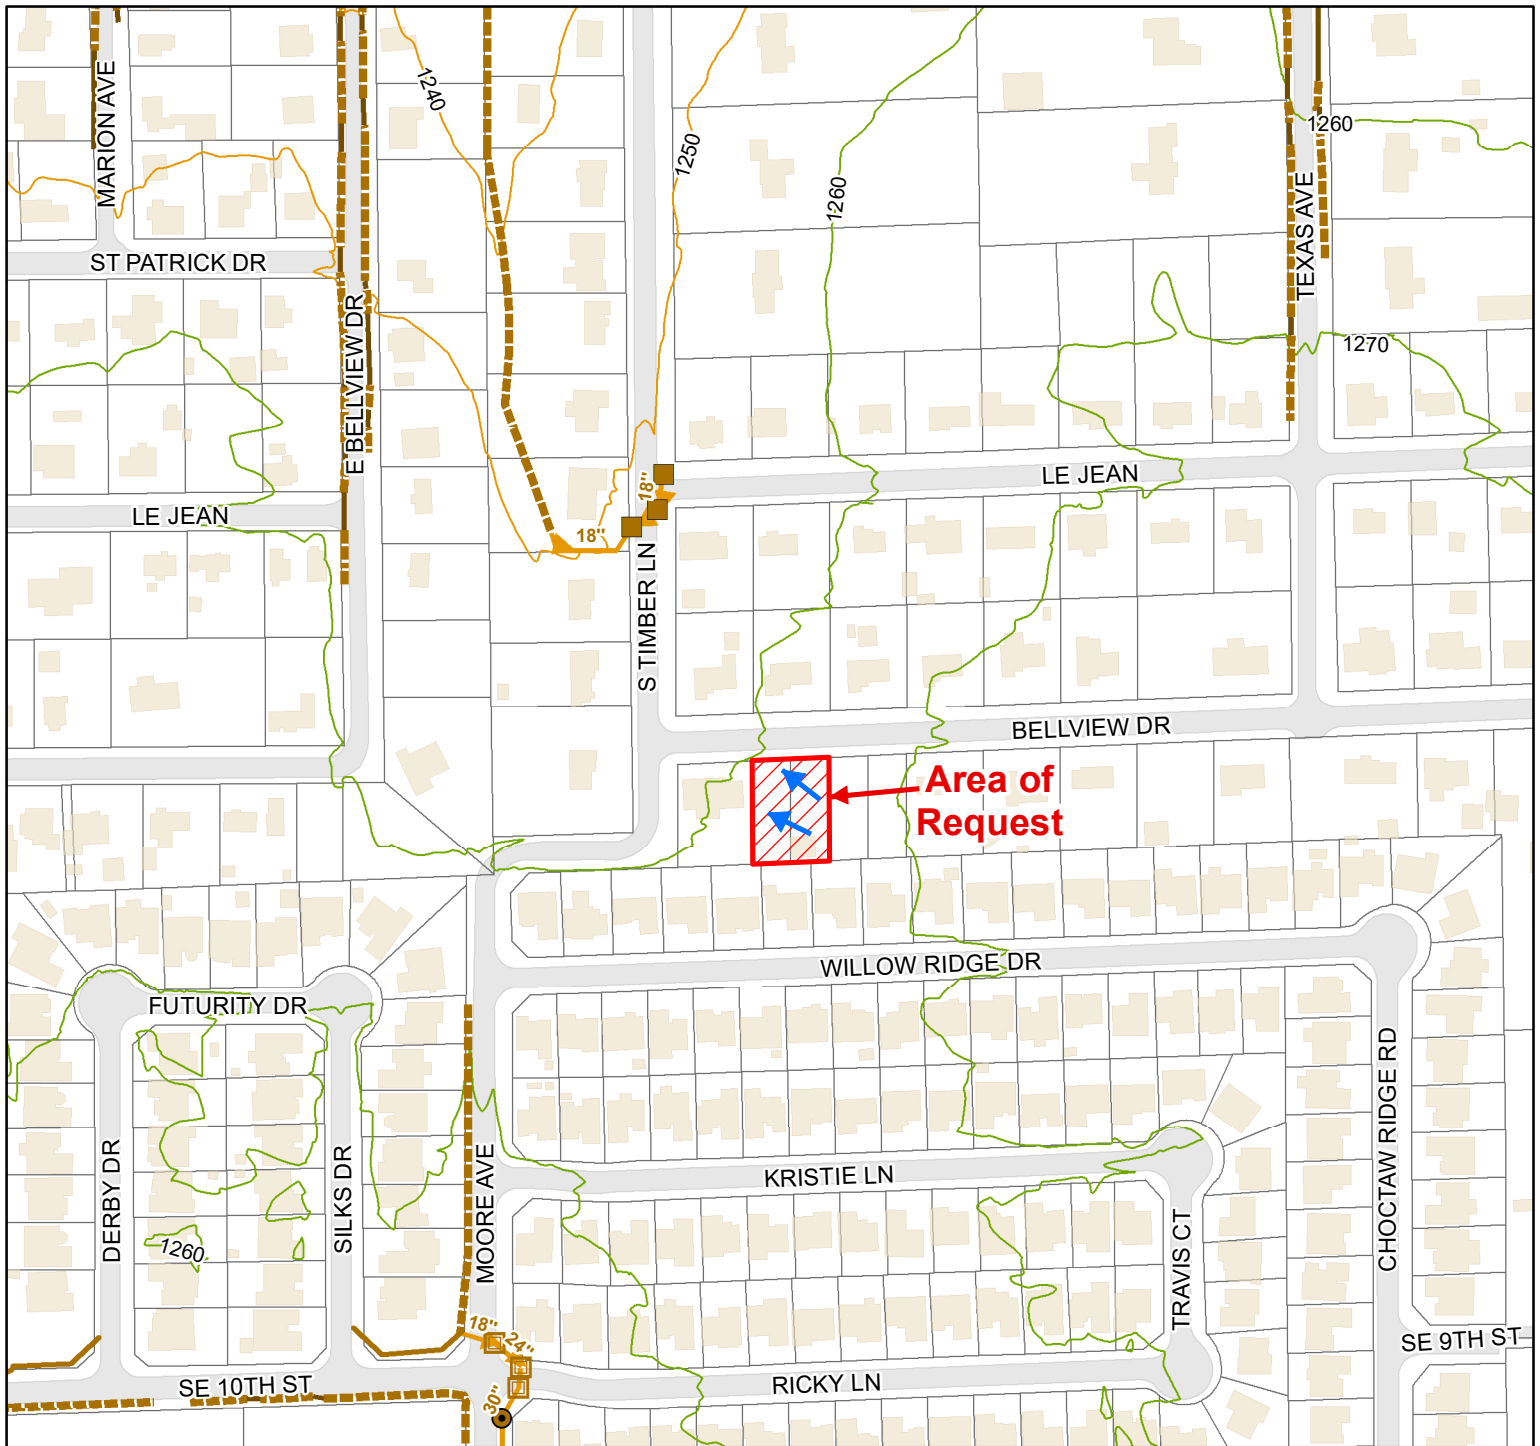 MARION AVE
1240
1250
1260
1260
TEXAS AVE
ST PATRICK DR
E BELLVIEW DR
1270
LE JEAN
18"
LE JEAN
18"
S TIMBER LN
BELLVIEW DR
Area of
Request
WILLOW RIDGE DR
FUTURITY DR
CHOCTAW RIDGE RD
DERBY DR
SILKS DR
MOORE AVE
KRISTIE LN
1260
TRAVIS CT
18"
24"
SE 9TH ST
SE 10TH ST
30"
RICKY LN